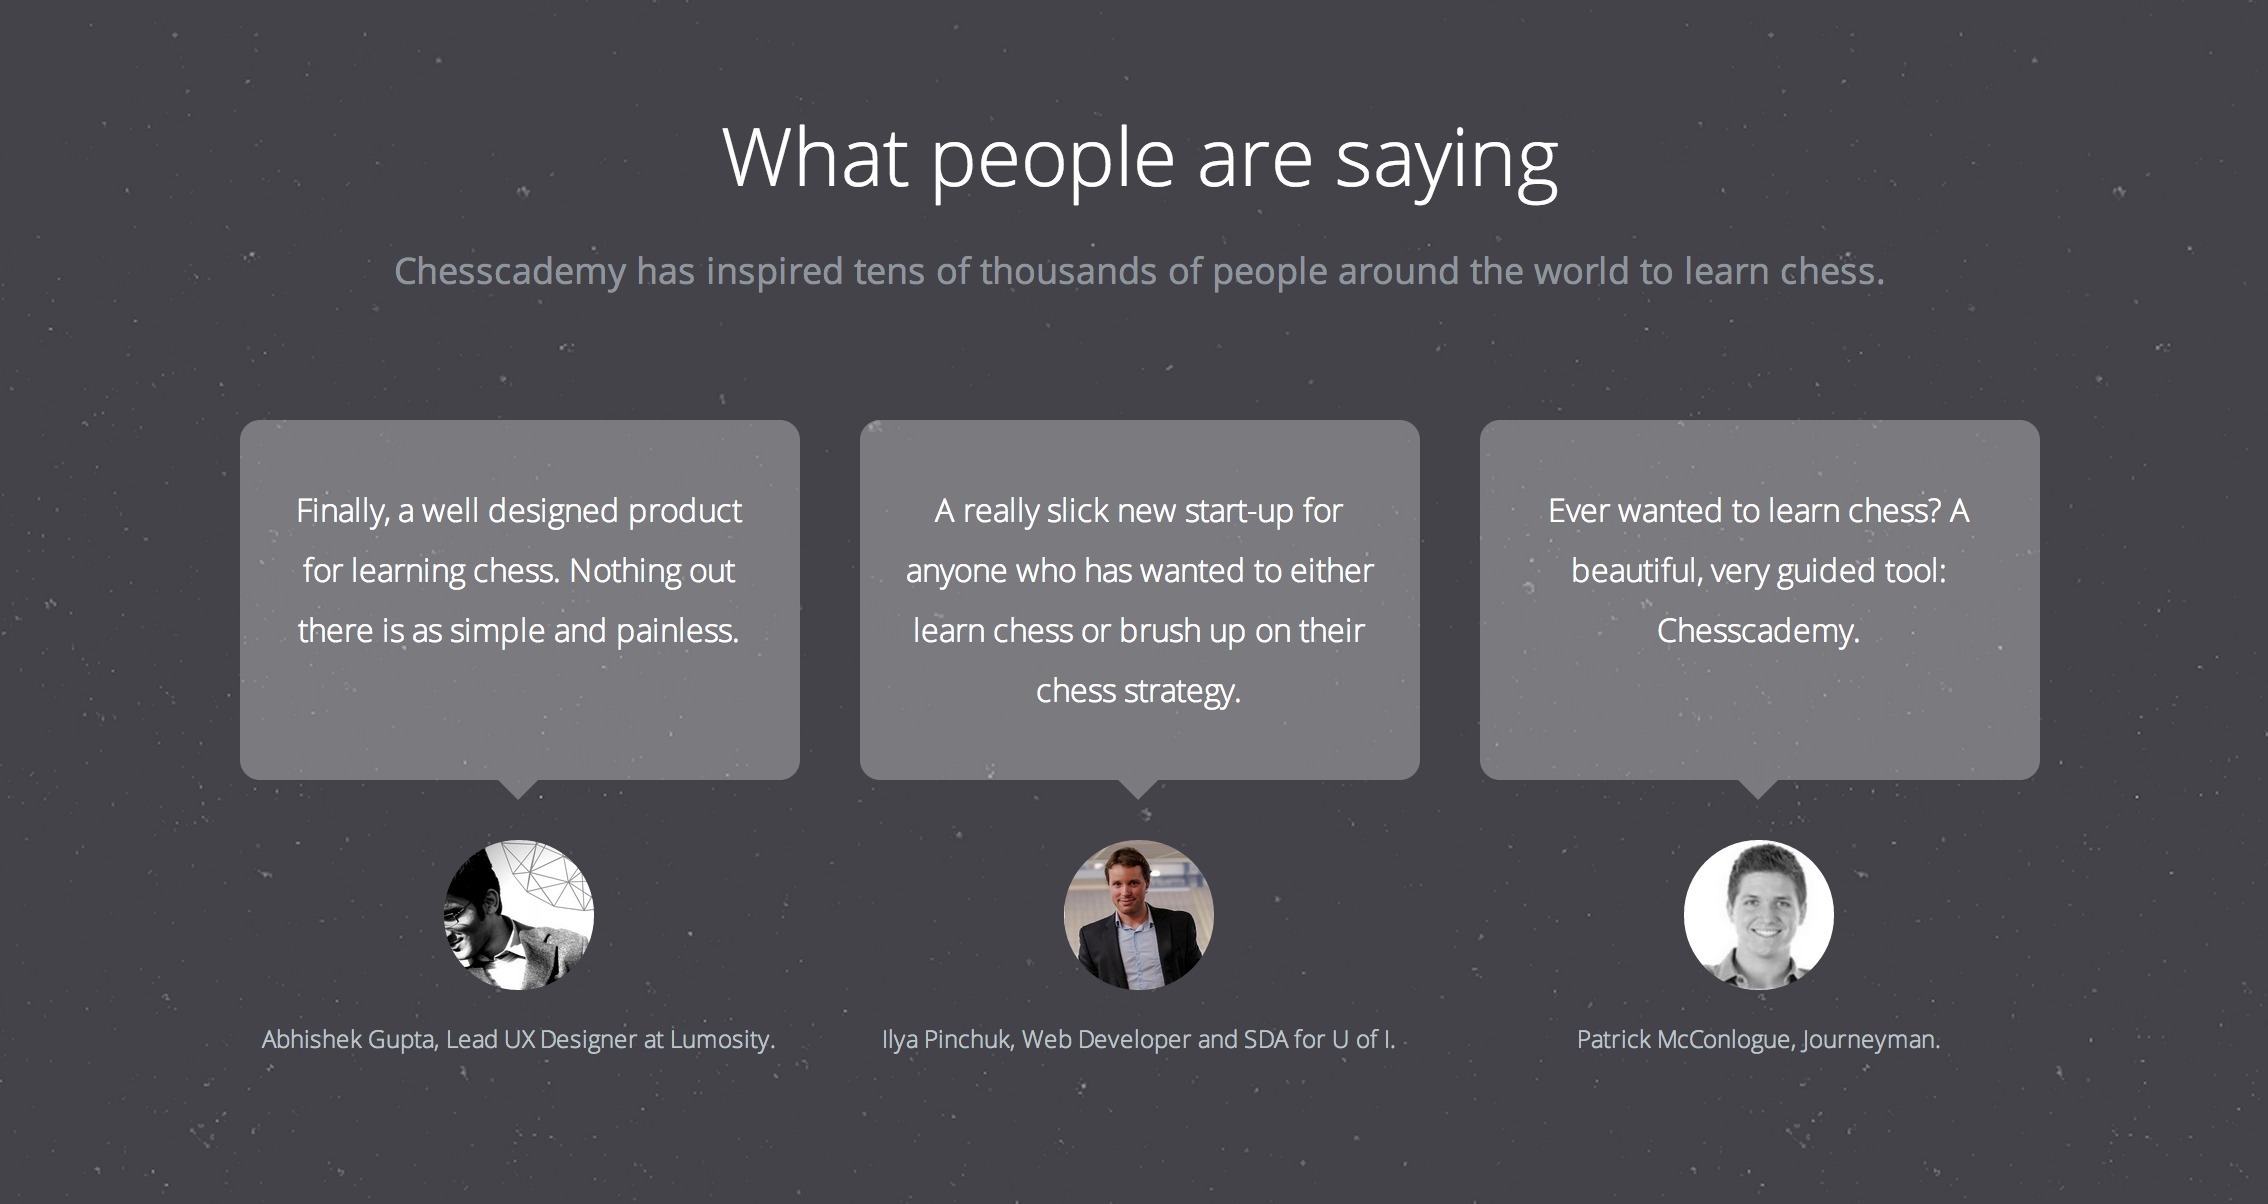 What people are saying
Chesscademy has inspired tens of thousands of people around the world to learn chess.
Finally, a well designed product
for learning chess. Nothing out
there is as simple and painless.
A really slick new start-up for
anyone who has wanted to either
learn chess or brush up on their
chess strategy.
Ever wanted to learn chess? A
beautiful, very guided tool:
Chesscademy.
Abhishek Gupta, Lead UX Designer at Lumosity.
Ilya Pinchuk, Web Developer and SDA for U of I.
Patrick McConlogue, Journeyman.